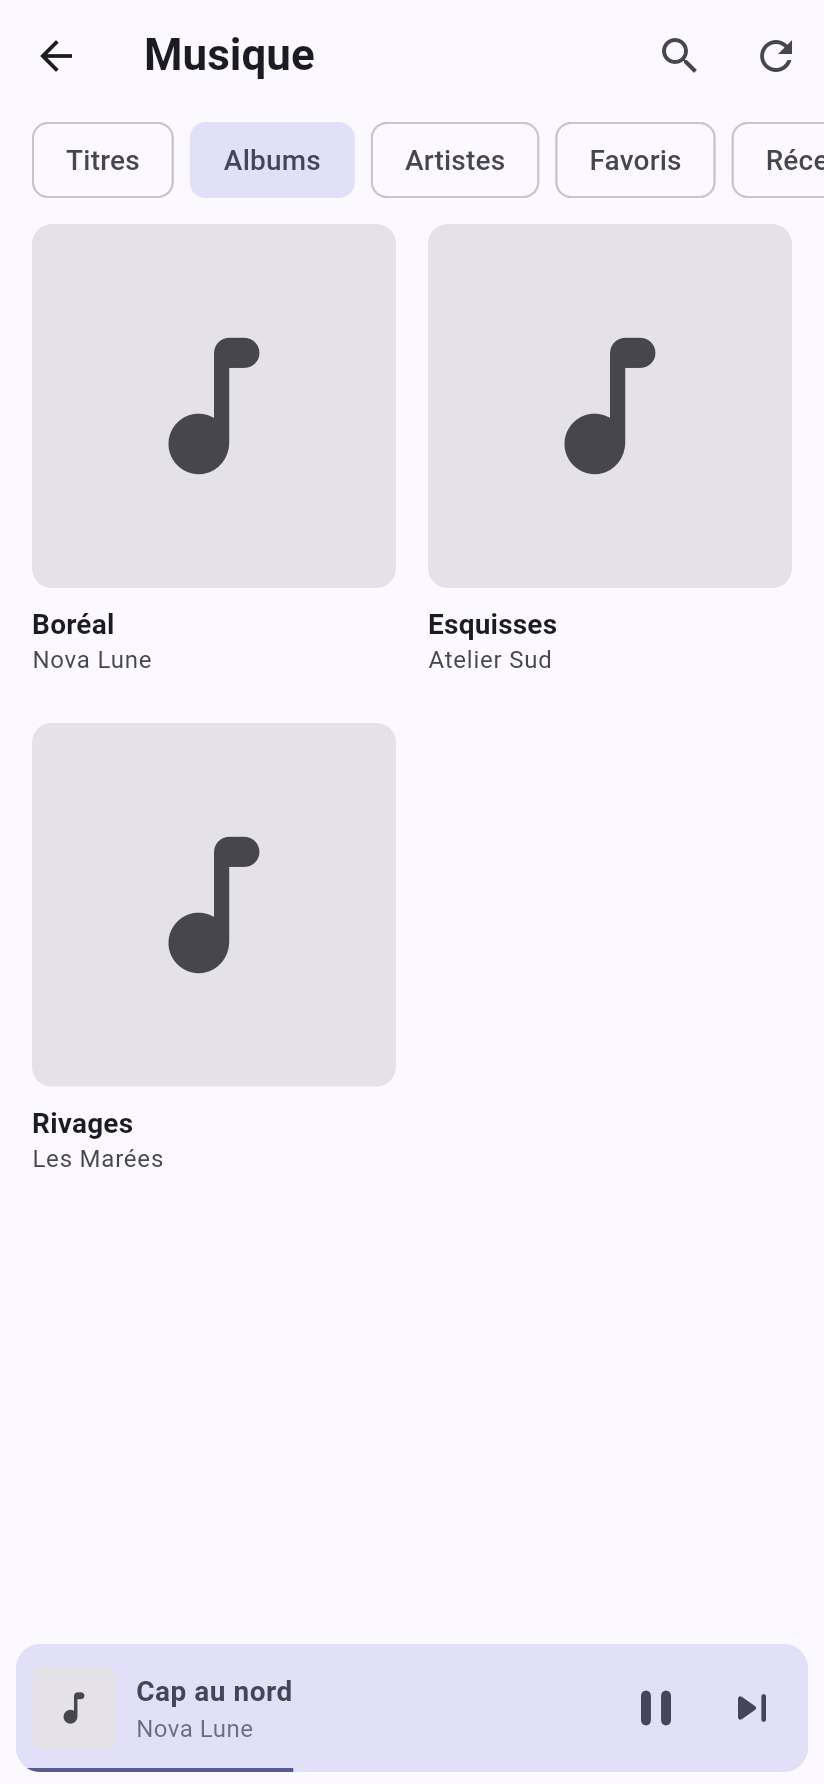 Musique
Titres Albums Artistes Favoris Réce
Boréal Esquisses
Nova Lune Atelier Sud
Rivages
Les Marées
Cap au nord
Nova Lune